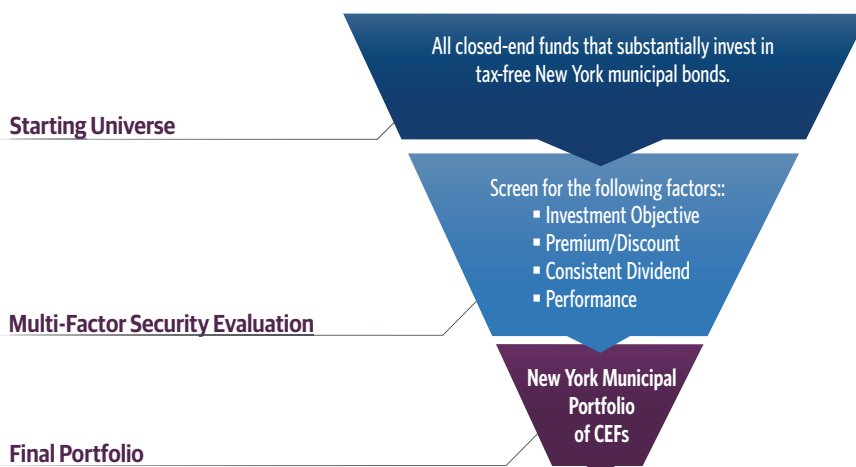 All closed-end funds that substantially invest in
tax-free New York municipal bonds.
Starting Universe
Screen for the following factors::
▪ Investment Objective
▪ Premium/Discount
▪ Consistent Dividend
▪ Performance
Multi-Factor Security Evaluation
New York Municipal
Portfolio
of CEFs
Final Portfolio